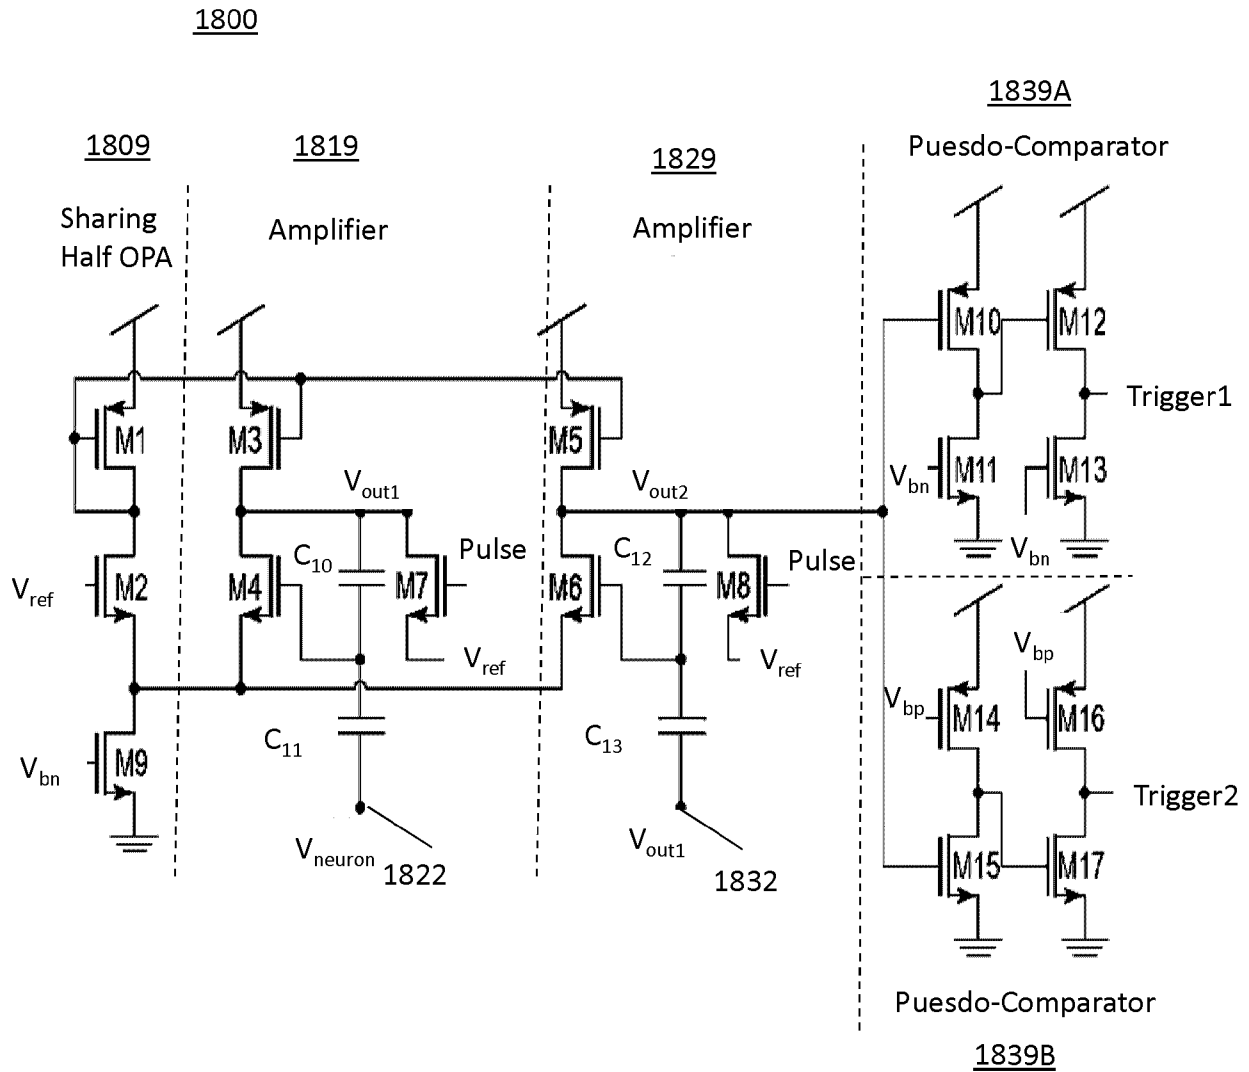 1800
1809
Sharing
Half OPA
1819
Amplifier
1829
Amplifier
1839A
Puesdo-Comparator
M1
M3
M5
M10
M12
Trigger1
Vout1
Vout2
Vbn
M11
M13
Vbn
Vref
M2
M4
C10
M7
Pulse
Vref
M6
C12
M8
Pulse
Vref
Vbn
M9
C11
C13
Vneuron
1822
Vout1
1832
Vbp
Vbp
M14
M16
Trigger2
M15
M17
Puesdo-Comparator
1839B